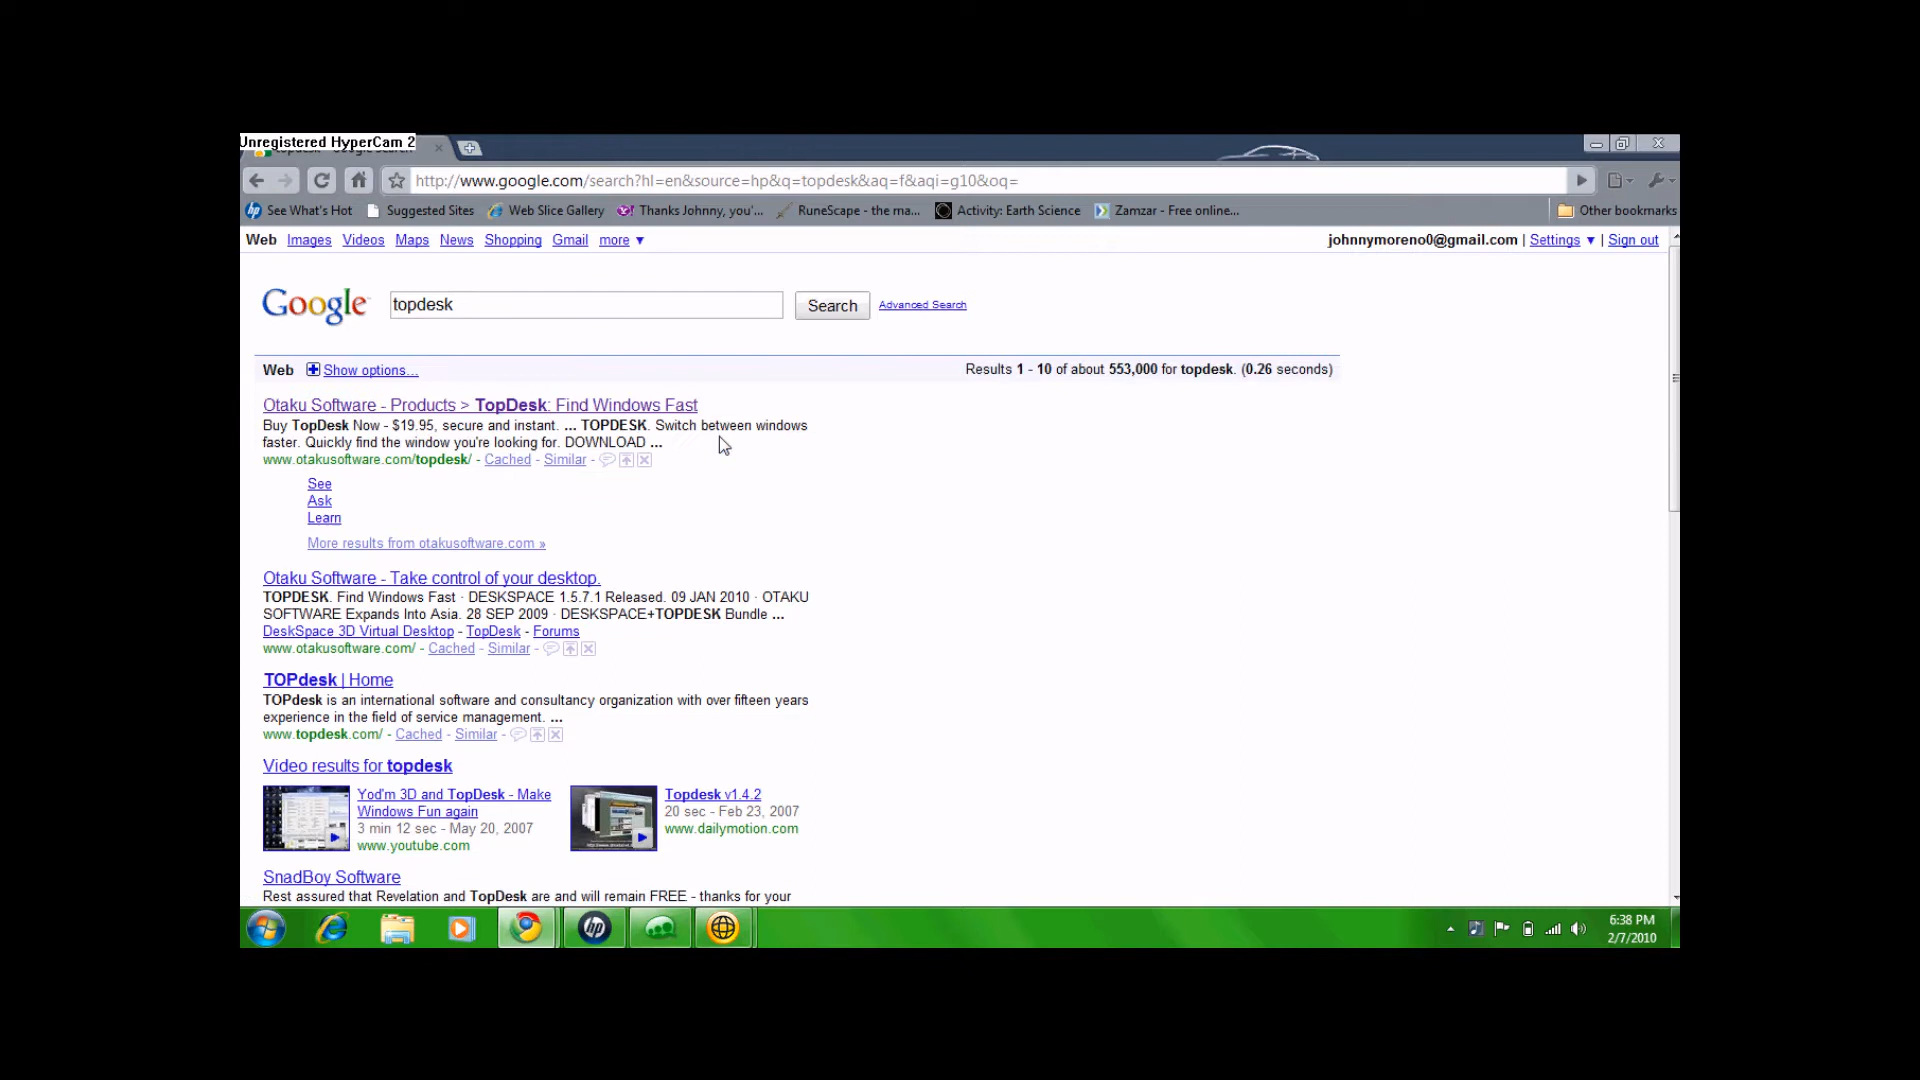 Unregistered HyperCam 2
http://www.google.com/search?hl=en&source=hp&q=topdesk&aq=f&aqi=g10&oq=
See What's Hot Suggested Sites Web Slice Gallery Thanks Johnny, you'... RuneScape - the ma... Activity: Earth Science Zamzar - Free online... Other bookmarks
Web Images Videos Maps News Shopping Gmail more ▼ johnnymoreno0@gmail.com | Settings ▼ | Sign out
Google topdesk Search Advanced Search
Web Show options... Results 1 - 10 of about 553,000 for topdesk. (0.26 seconds)
Otaku Software - Products > TopDesk: Find Windows Fast
Buy TopDesk Now - $19.95, secure and instant. ... TOPDESK. Switch between windows
faster. Quickly find the window you're looking for. DOWNLOAD ...
www.otakusoftware.com/topdesk/ - Cached - Similar -
See
Ask
Learn
More results from otakusoftware.com »
Otaku Software - Take control of your desktop.
TOPDESK. Find Windows Fast · DESKSPACE 1.5.7.1 Released. 09 JAN 2010 · OTAKU
SOFTWARE Expands Into Asia. 28 SEP 2009 · DESKSPACE+TOPDESK Bundle ...
DeskSpace 3D Virtual Desktop - TopDesk - Forums
www.otakusoftware.com/ - Cached - Similar -
TOPdesk | Home
TOPdesk is an international software and consultancy organization with over fifteen years
experience in the field of service management. ...
www.topdesk.com/ - Cached - Similar -
Video results for topdesk
Yod'm 3D and TopDesk - Make
Windows Fun again
3 min 12 sec - May 20, 2007
www.youtube.com
Topdesk v1.4.2
20 sec - Feb 23, 2007
www.dailymotion.com
SnadBoy Software
Rest assured that Revelation and TopDesk are and will remain FREE - thanks for your
hp
6:38 PM
2/7/2010